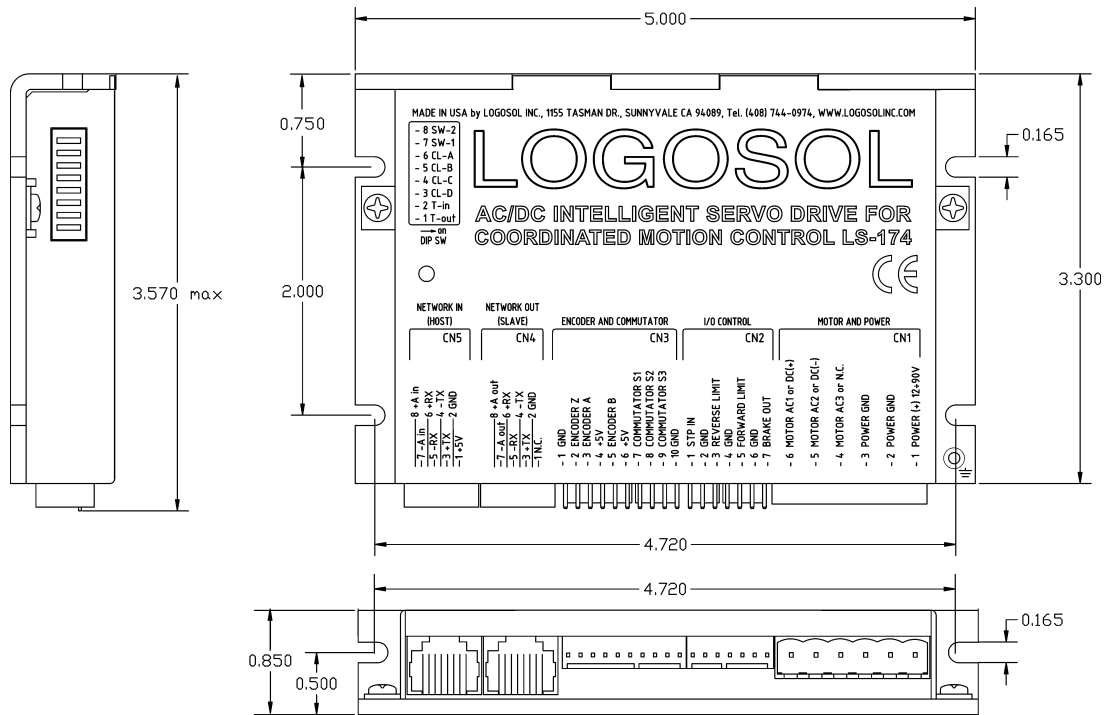 5.000
MADE IN USA by LOGOSOL INC., 1155 TASMAN DR., SUNNYVALE CA 94089, Tel. (408) 744-0974, WWW.LOGOSOLINC.COM
- 8 SW-2
- 7 SW-1
- 6 CL-A
- 5 CL-B
- 4 CL-C
- 3 CL-D
- 2 T-in
- 1 T-out
on
DIP SW
LOGOSOL
AC/DC INTELLIGENT SERVO DRIVE FOR
COORDINATED MOTION CONTROL LS-174
CE
0.750
0.165
3.570 max
2.000
3.300
NETWORK IN
(HOST)
CN5
NETWORK OUT
(SLAVE)
CN4
ENCODER AND COMMUTATOR
CN3
I/O CONTROL
CN2
MOTOR AND POWER
CN1
- 7 -A in
8 +A in
- 5 -RX
6 +RX
- 3 +TX
4 -TX
- 1 +5V
2 GND
- 7 -A out
8 +A out
- 5 -RX
6 +RX
- 3 +TX
4 -TX
- 1 N.C.
2 GND
- 1 GND
- 2 ENCODER Z
- 3 ENCODER A
- 4 +5V
- 5 ENCODER B
- 6 +5V
- 7 COMMUTATOR S1
- 8 COMMUTATOR S2
- 9 COMMUTATOR S3
- 10 GND
- 1 STP IN
- 2 GND
- 3 REVERSE LIMIT
- 4 GND
- 5 FORWARD LIMIT
- 6 GND
- 7 BRAKE OUT
- 6 MOTOR AC1 or DC(+)
- 5 MOTOR AC2 or DC(-)
- 4 MOTOR AC3 or N.C.
- 3 POWER GND
- 2 POWER GND
- 1 POWER (+) 12÷90V
4.720
4.720
0.850
0.500
0.165